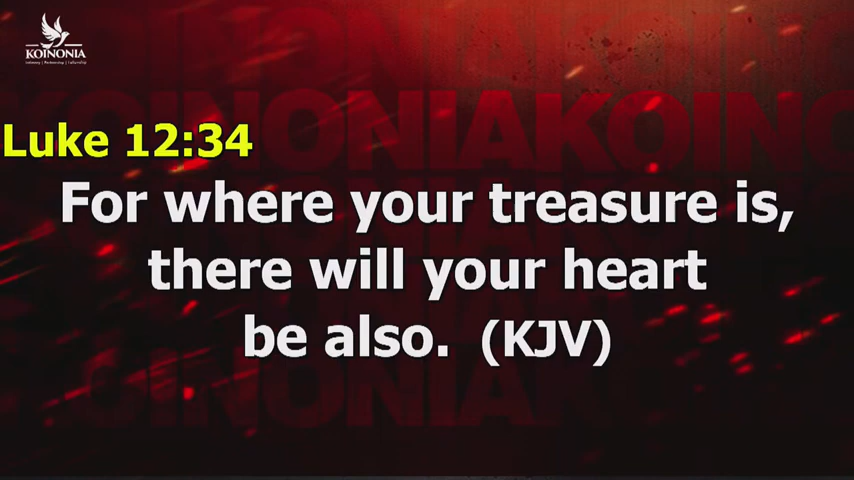 KOINONIA
Luke 12:34
For where your treasure is,
there will your heart
be also. (KJV)